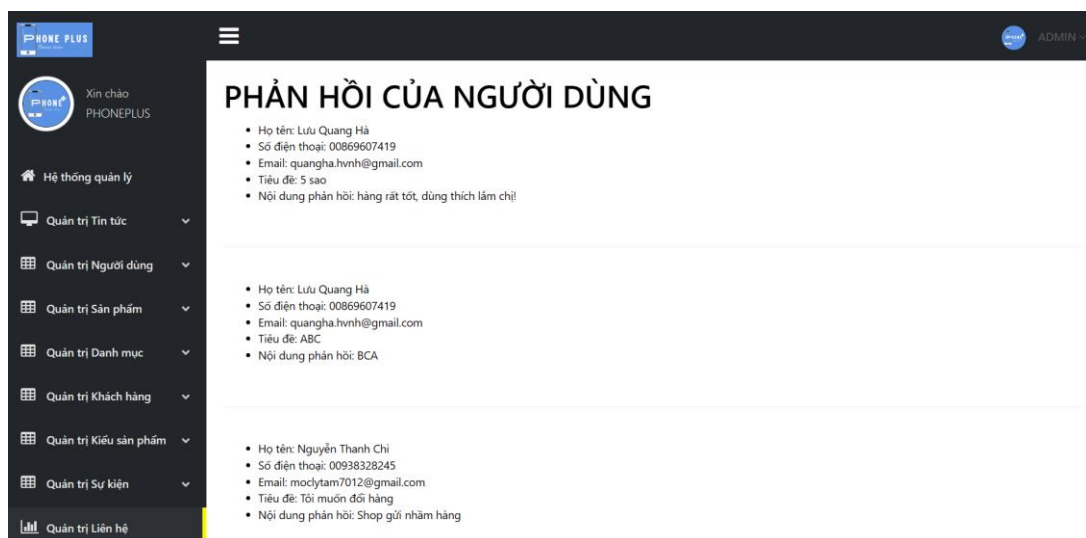 PHONE PLUS
ADMIN
PHONE+
Xin chào
PHONEPLUS
Hệ thống quản lý
Quản trị Tin tức
Quản trị Người dùng
Quản trị Sản phẩm
Quản trị Danh mục
Quản trị Khách hàng
Quản trị Kiểu sản phẩm
Quản trị Sự kiện
Quản trị Liên hệ
PHẢN HỒI CỦA NGƯỜI DÙNG
• Họ tên: Lưu Quang Hà
• Số điện thoại: 00869607419
• Email: quangha.hvnh@gmail.com
• Tiêu đề: 5 sao
• Nội dung phản hồi: hàng rất tốt, dùng thích lắm chị!
• Họ tên: Lưu Quang Hà
• Số điện thoại: 00869607419
• Email: quangha.hvnh@gmail.com
• Tiêu đề: ABC
• Nội dung phản hồi: BCA
• Họ tên: Nguyễn Thanh Chi
• Số điện thoại: 00938328245
• Email: moclytam7012@gmail.com
• Tiêu đề: Tôi muốn đổi hàng
• Nội dung phản hồi: Shop gửi nhầm hàng